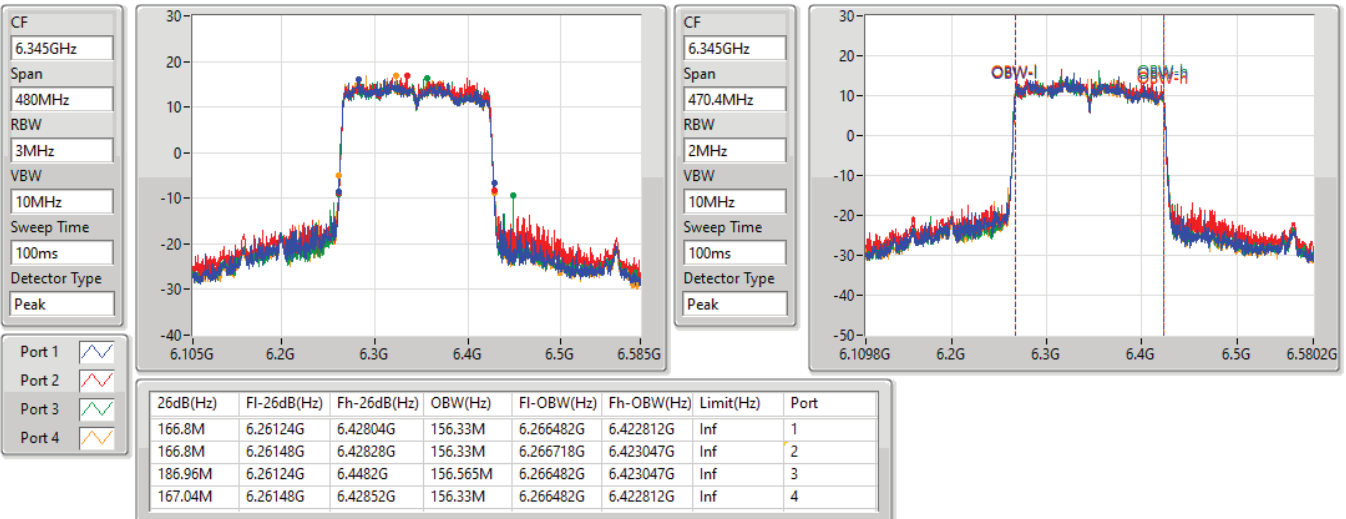 CF
6.345GHz
Span
480MHz
RBW
3MHz
VBW
10MHz
Sweep Time
100ms
Detector Type
Peak
30
20
10
0
-10
-20
-30
-40
6.105G 6.2G 6.3G 6.4G 6.5G 6.585G
CF
6.345GHz
Span
470.4MHz
RBW
2MHz
VBW
10MHz
Sweep Time
100ms
Detector Type
Peak
30
20
10
0
-10
-20
-30
-40
-50
OBW-l OBW-h
6.1098G 6.2G 6.3G 6.4G 6.5G 6.5802G
Port 1
Port 2
Port 3
Port 4
26dB(Hz) Fl-26dB(Hz) Fh-26dB(Hz) OBW(Hz) Fl-OBW(Hz) Fh-OBW(Hz) Limit(Hz) Port
166.8M 6.26124G 6.42804G 156.33M 6.266482G 6.422812G Inf 1
166.8M 6.26148G 6.42828G 156.33M 6.266718G 6.423047G Inf 2
186.96M 6.26124G 6.4482G 156.565M 6.266482G 6.423047G Inf 3
167.04M 6.26148G 6.42852G 156.33M 6.266482G 6.422812G Inf 4